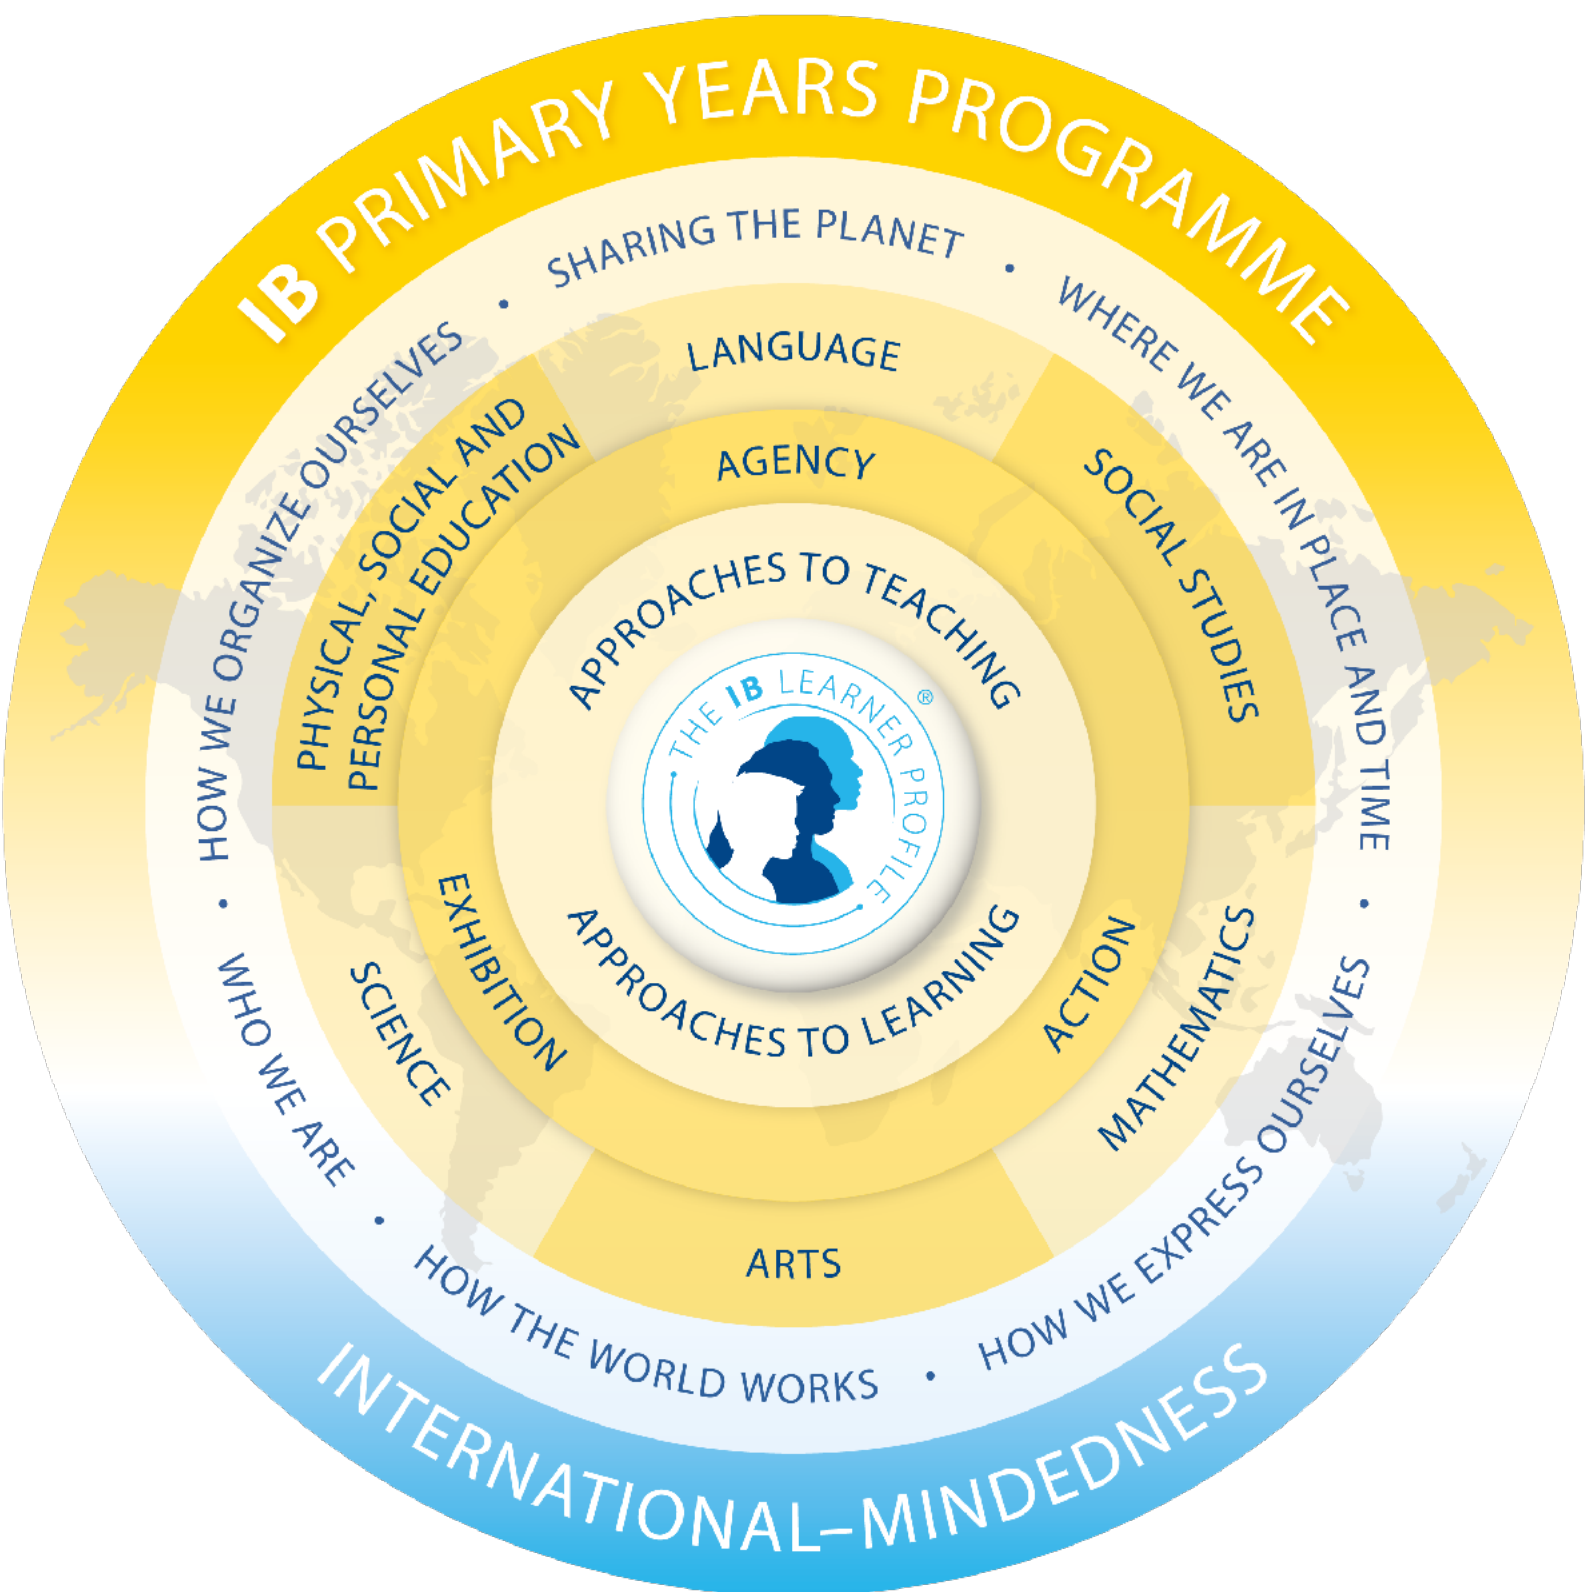 IB PRIMARY YEARS PROGRAMME
SHARING THE PLANET • WHERE WE ARE IN PLACE AND TIME • HOW WE EXPRESS OURSELVES • HOW THE WORLD WORKS • WHO WE ARE • HOW WE ORGANIZE OURSELVES •
LANGUAGE
SOCIAL STUDIES
MATHEMATICS
ARTS
SCIENCE
PHYSICAL, SOCIAL AND
PERSONAL EDUCATION
AGENCY
ACTION
EXHIBITION
APPROACHES TO TEACHING
THE IB LEARNER PROFILE ®
APPROACHES TO LEARNING
INTERNATIONAL–MINDEDNESS